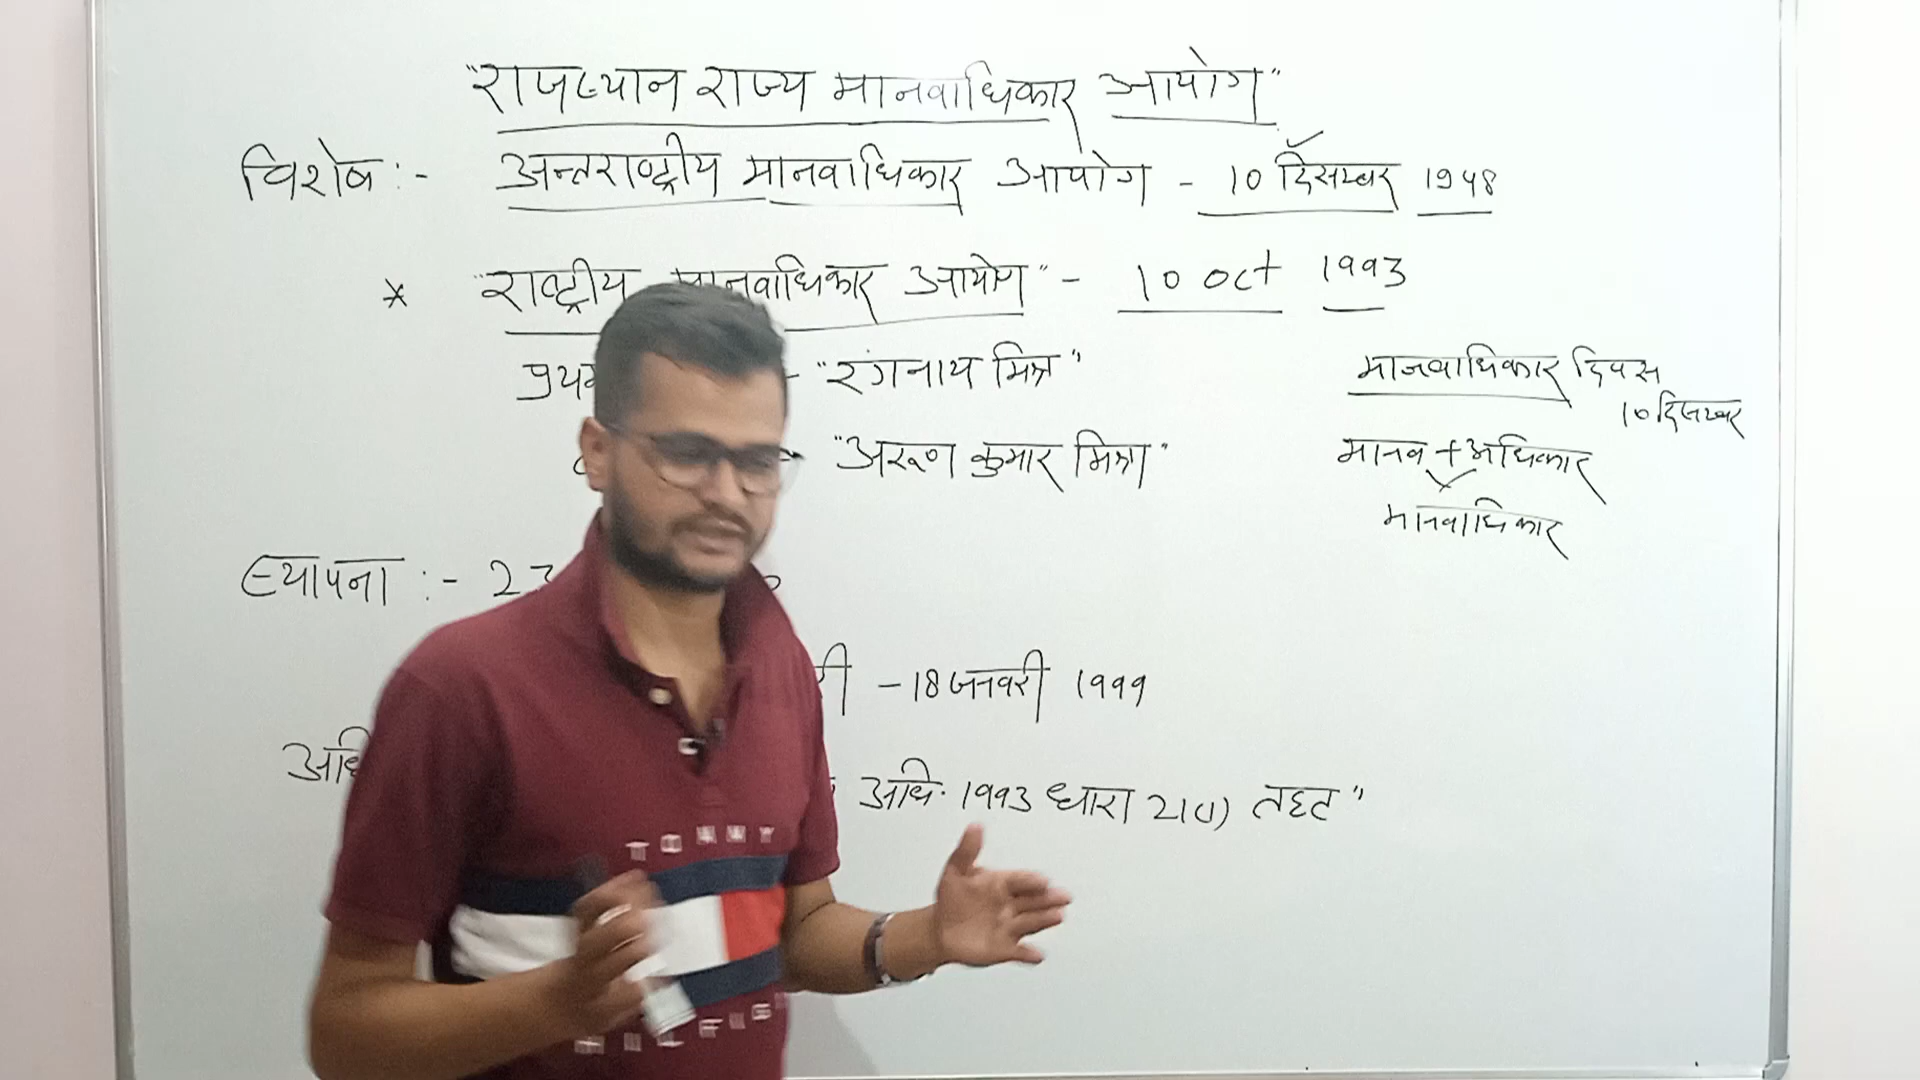 "राजस्थान राज्य मानवाधिकार आयोग"
विशेष :- अन्तराष्ट्रीय मानवाधिकार आयोग - 10 दिसम्बर 1948
* "राष्ट्रीय मानवाधिकार आयोग" - 10 Oct 1993
- "रंगनाथ मिश्र"
"अरूण कुमार मिश्रा"
मानवाधिकार दिवस
10 दिसम्बर
मानव + अधिकार
मानवाधिकार
स्थापना :- 23
- 18 जनवरी 1999
अधि. 1993 धारा 21(1) तहत"